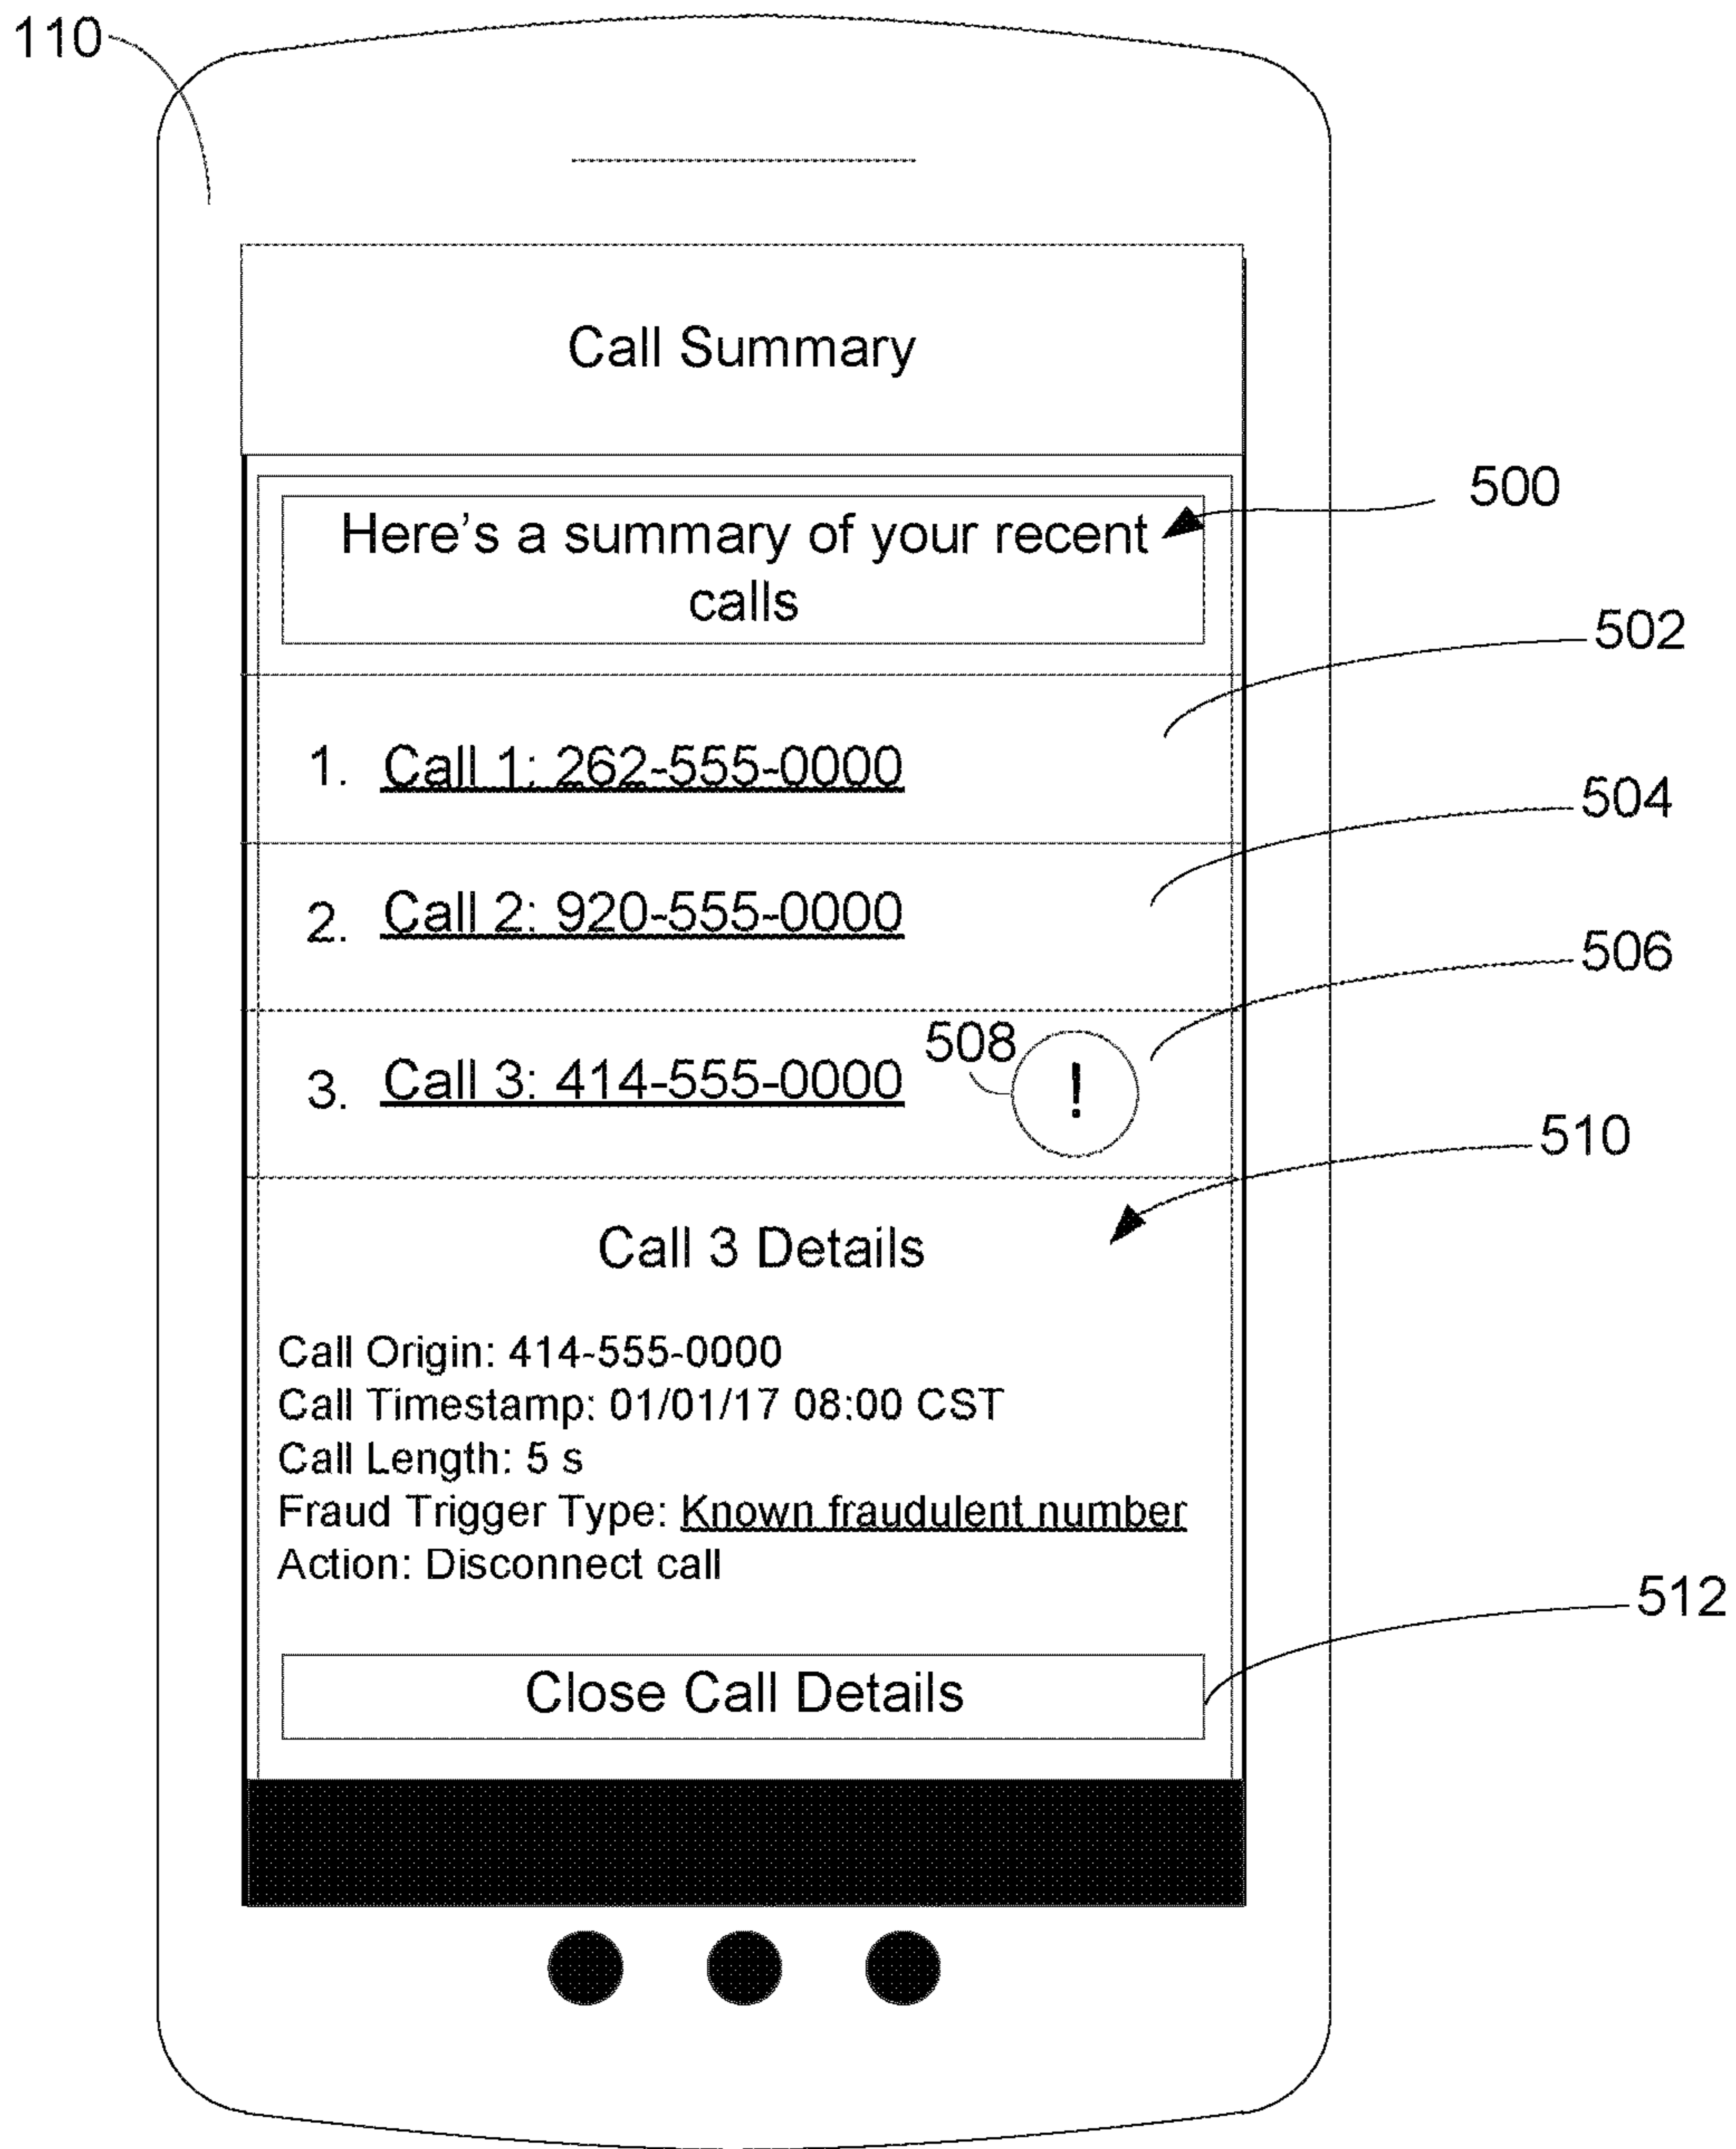 110
Call Summary
500
Here's a summary of your recent
calls
502
1. Call 1: 262-555-0000
504
2. Call 2: 920-555-0000
506
508
3. Call 3: 414-555-0000 !
510
Call 3 Details
Call Origin: 414-555-0000
Call Timestamp: 01/01/17 08:00 CST
Call Length: 5 s
Fraud Trigger Type: Known fraudulent number
Action: Disconnect call
512
Close Call Details